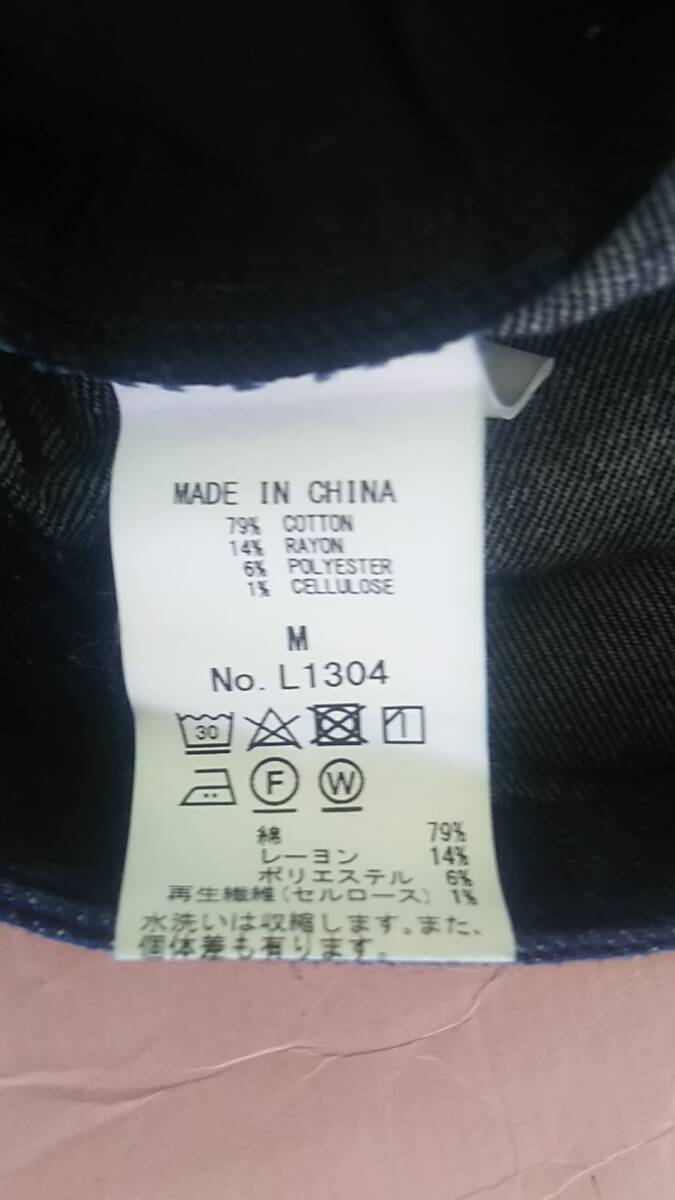 MADE IN CHINA
79% COTTON
14% RAYON
6% POLYESTER
1% CELLULOSE
M
No. L1304
30
F W
綿 79%
レーヨン 14%
ポリエステル 6%
再生繊維(セルロース) 1%
水洗いは収縮します。また、
個体差も有ります。